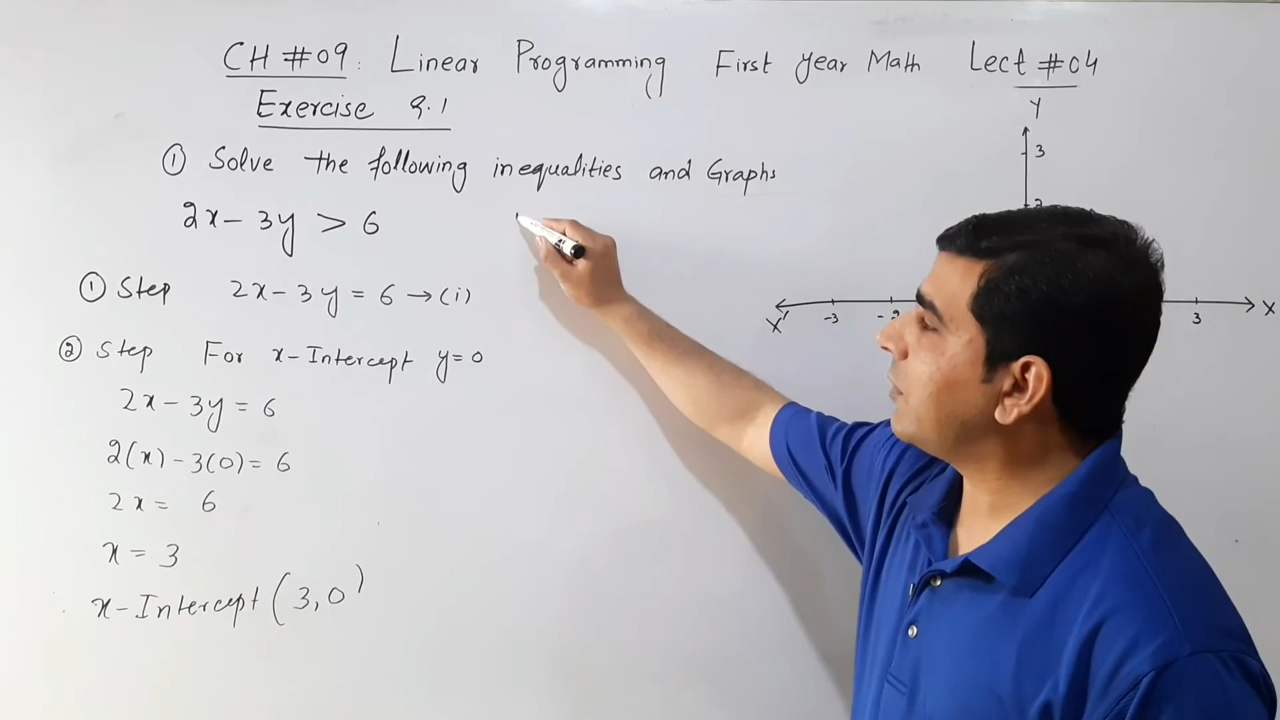 CH #09: Linear Programming First year Math Lect #04
Exercise 9.1
① Solve the following inequalities and Graphs
2x - 3y > 6
① Step 2x - 3y = 6 → (i)
② Step For x-Intercept y=0
2x - 3y = 6
2(x) - 3(0) = 6
2x = 6
x = 3
x-Intercept (3,0)
Y
3
2
X' -3 -2 3 X